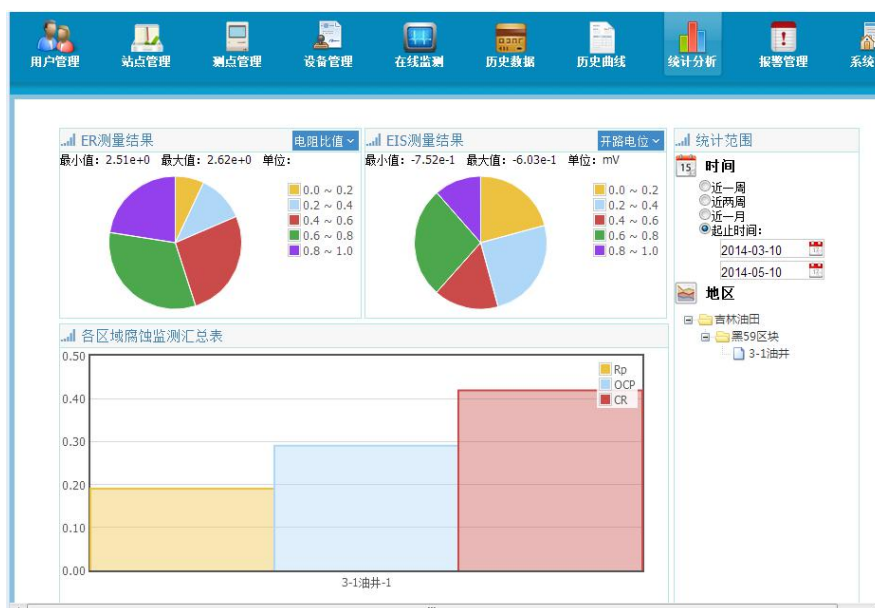 用户管理 站点管理 测点管理 设备管理 在线监测 历史数据 历史曲线 统计分析 报警管理 系统
ER测量结果 电阻比值
最小值: 2.51e+0 最大值: 2.62e+0 单位:
0.0 ~ 0.2
0.2 ~ 0.4
0.4 ~ 0.6
0.6 ~ 0.8
0.8 ~ 1.0
EIS测量结果 开路电位
最小值: -7.52e-1 最大值: -6.03e-1 单位: mV
0.0 ~ 0.2
0.2 ~ 0.4
0.4 ~ 0.6
0.6 ~ 0.8
0.8 ~ 1.0
统计范围
15 时间
近一周
近两周
近一月
起止时间:
2014-03-10
2014-05-10
地区
吉林油田
黑59区块
3-1油井
各区域腐蚀监测汇总表
0.50
0.40
0.30
0.20
0.10
0.00
Rp
OCP
CR
3-1油井-1